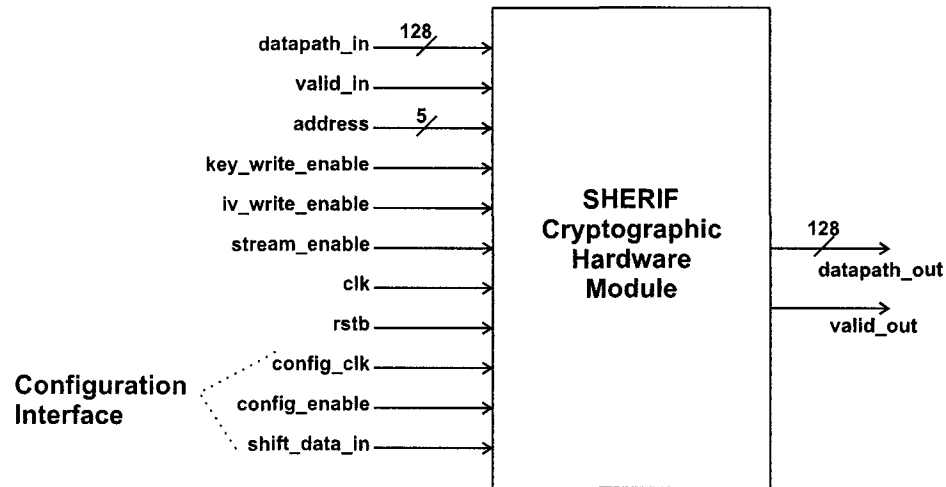 datapath_in
128
valid_in
address
5
key_write_enable
iv_write_enable
stream_enable
clk
rstb
config_clk
config_enable
shift_data_in
Configuration
Interface
SHERIF
Cryptographic
Hardware
Module
128
datapath_out
valid_out